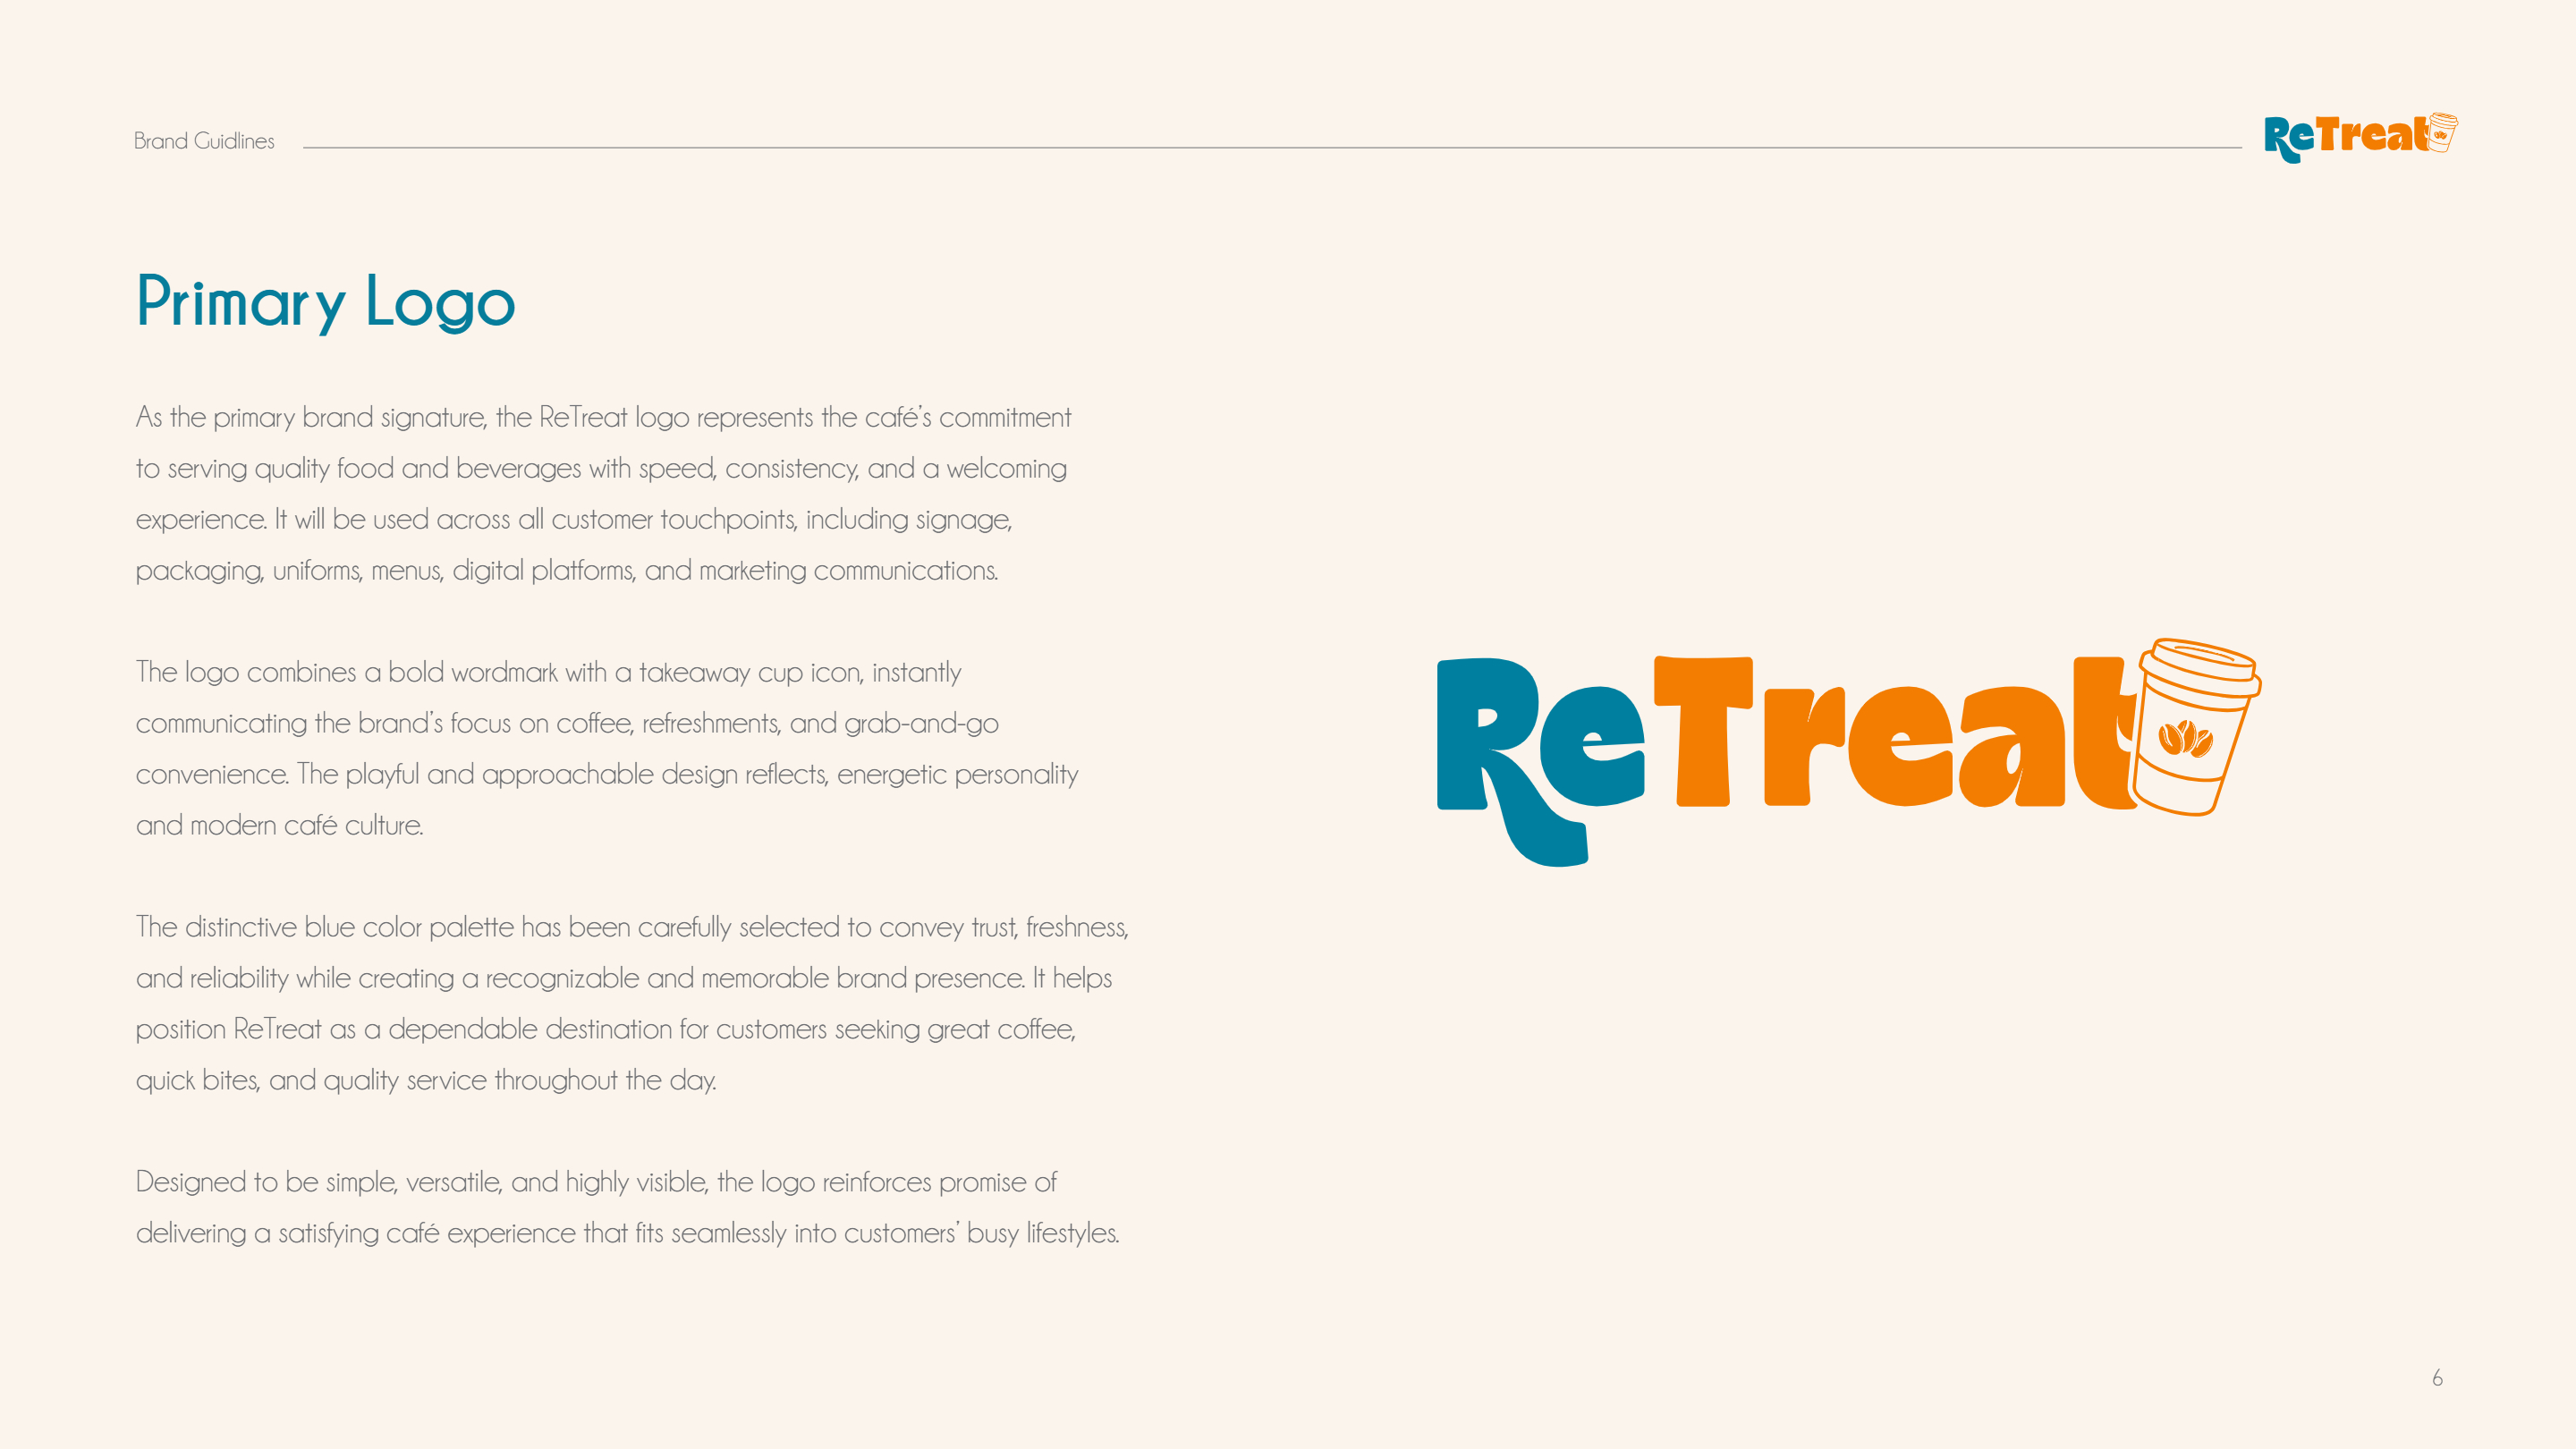 Brand Guidlines
ReTreat
Primary Logo
As the primary brand signature, the ReTreat logo represents the café’s commitment
to serving quality food and beverages with speed, consistency, and a welcoming
experience. It will be used across all customer touchpoints, including signage,
packaging, uniforms, menus, digital platforms, and marketing communications.
The logo combines a bold wordmark with a takeaway cup icon, instantly
communicating the brand’s focus on coffee, refreshments, and grab-and-go
convenience. The playful and approachable design reflects, energetic personality
and modern café culture.
The distinctive blue color palette has been carefully selected to convey trust, freshness,
and reliability while creating a recognizable and memorable brand presence. It helps
position ReTreat as a dependable destination for customers seeking great coffee,
quick bites, and quality service throughout the day.
Designed to be simple, versatile, and highly visible, the logo reinforces promise of
delivering a satisfying café experience that fits seamlessly into customers’ busy lifestyles.
ReTreat
6